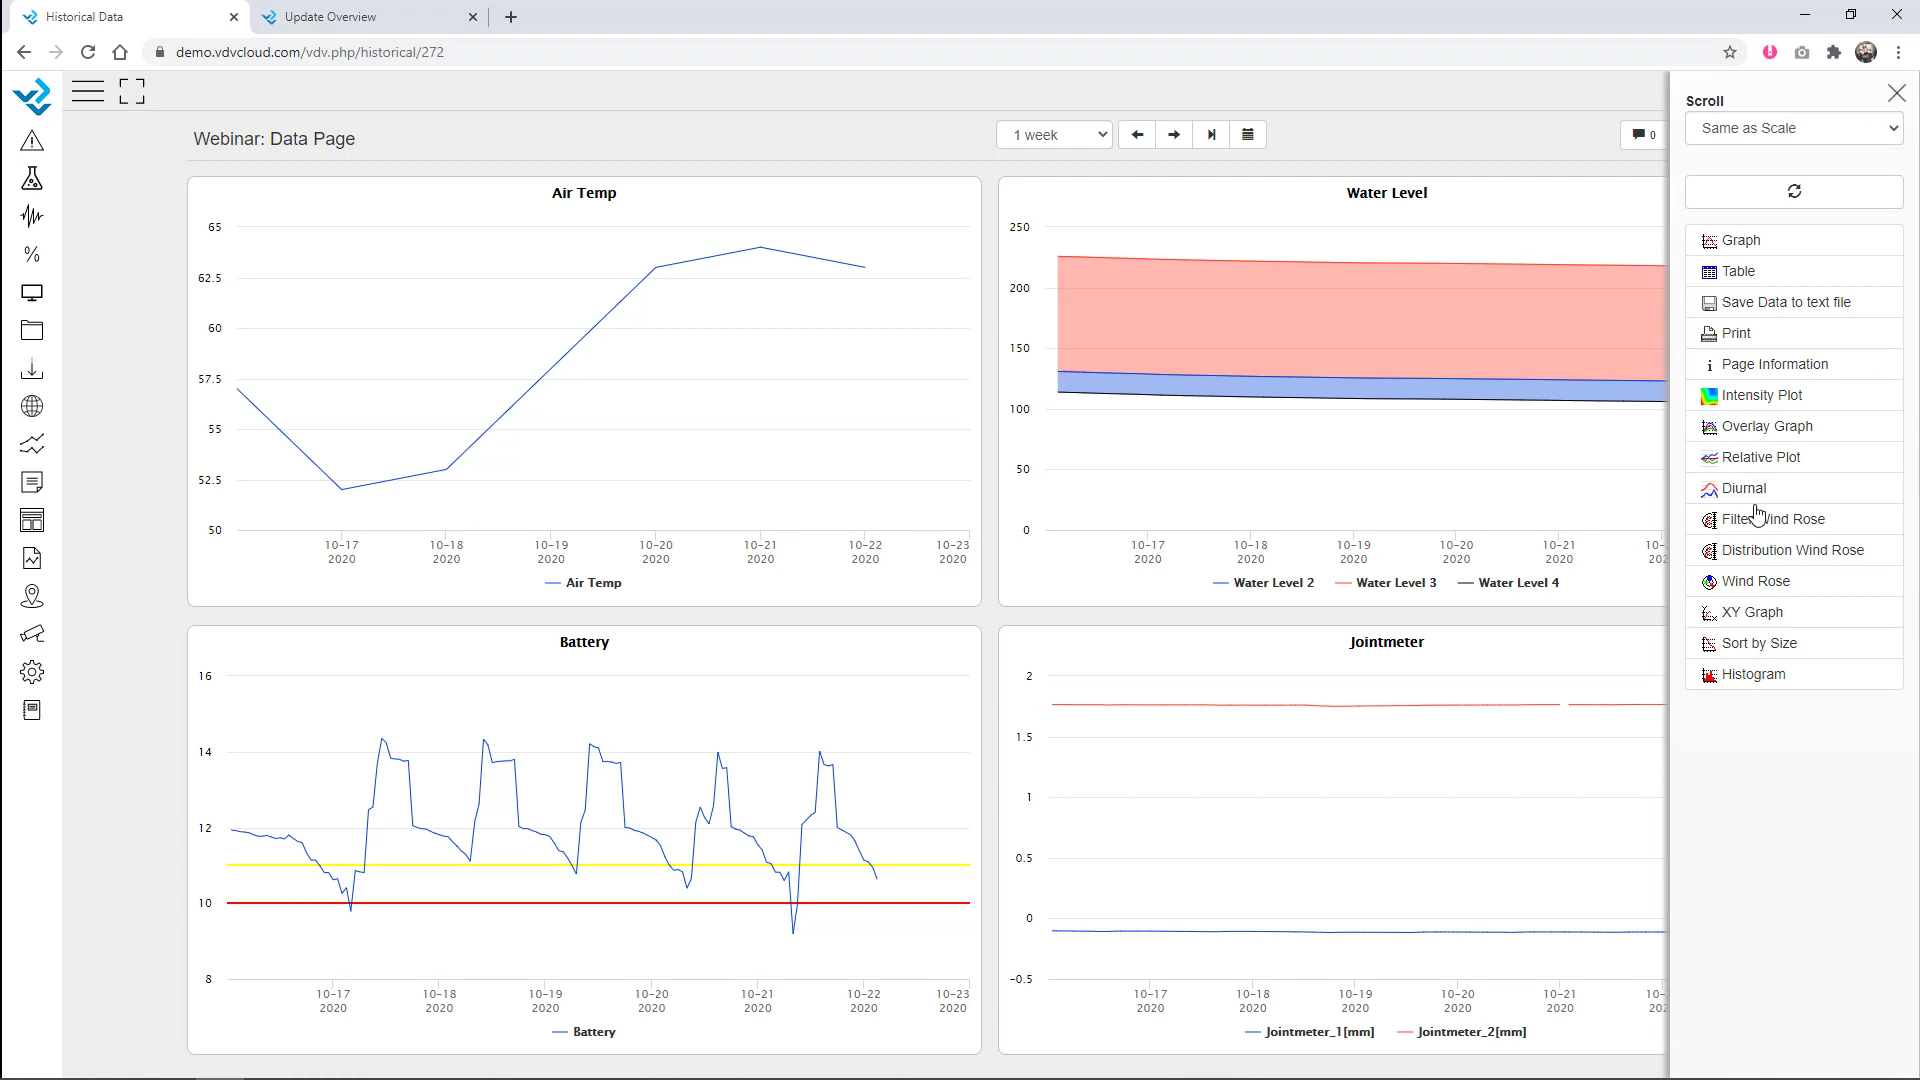 Historical Data
Update Overview
demo.vdvcloud.com/vdv.php/historical/272
Webinar: Data Page
1 week
0
Scroll
Same as Scale
Graph
Table
Save Data to text file
Print
Page Information
Intensity Plot
Overlay Graph
Relative Plot
Diurnal
Filter Wind Rose
Distribution Wind Rose
Wind Rose
XY Graph
Sort by Size
Histogram
Air Temp
65
62.5
60
57.5
55
52.5
50
10-17 10-18 10-19 10-20 10-21 10-22 10-23
2020 2020 2020 2020 2020 2020 2020
Air Temp
Water Level
250
200
150
100
50
0
10-17 10-18 10-19 10-20 10-21 10-
2020 2020 2020 2020 2020 202
Water Level 2 Water Level 3 Water Level 4
Battery
16
14
12
10
8
10-17 10-18 10-19 10-20 10-21 10-22 10-23
2020 2020 2020 2020 2020 2020 2020
Battery
Jointmeter
2
1.5
1
0.5
0
-0.5
10-17 10-18 10-19 10-20 10-21 10-
2020 2020 2020 2020 2020 202
Jointmeter_1[mm] Jointmeter_2[mm]